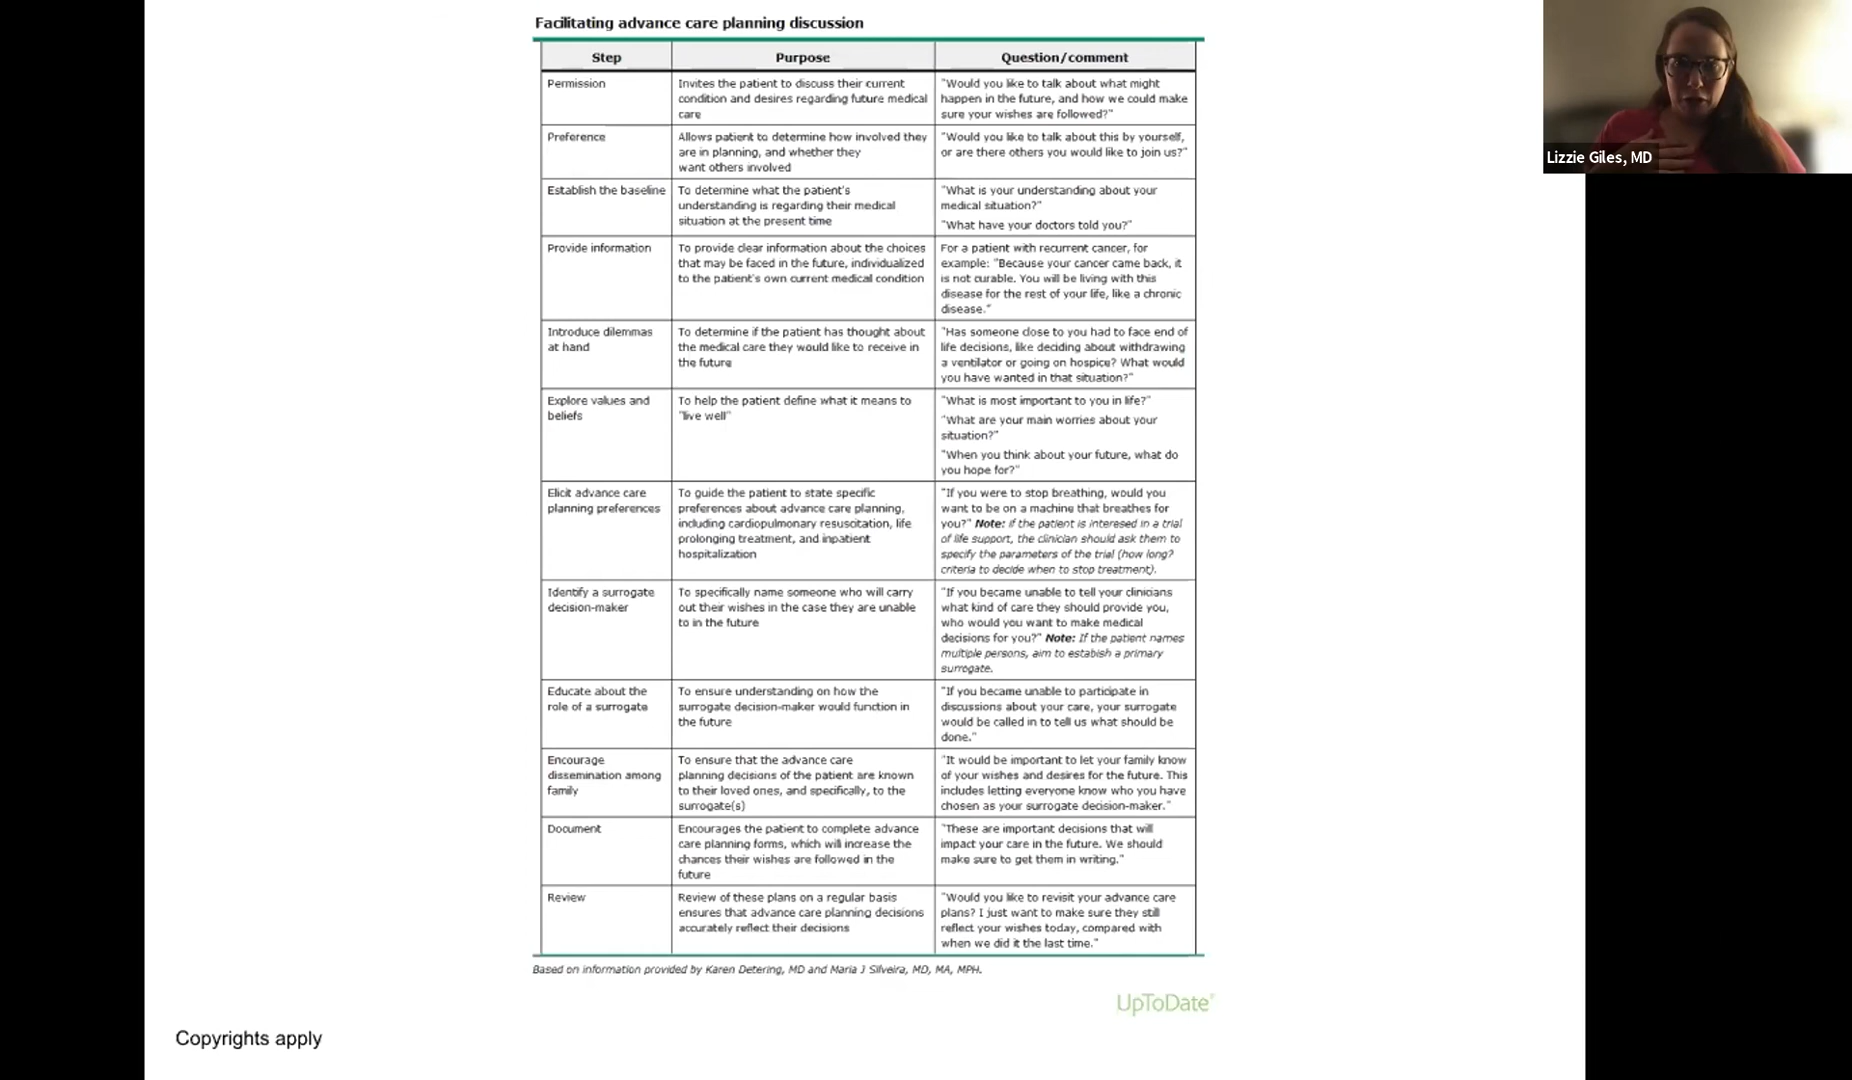 Facilitating advance care planning discussion
Step
Purpose
Question/comment
Permission
Invites the patient to discuss their current
condition and desires regarding future medical
care
"Would you like to talk about what might
happen in the future, and how we could make
sure your wishes are followed?"
Preference
Allows patient to determine how involved they
are in planning, and whether they
want others involved
"Would you like to talk about this by yourself,
or are there others you would like to join us?"
Establish the baseline
To determine what the patient's
understanding is regarding their medical
situation at the present time
"What is your understanding about your
medical situation?"
"What have your doctors told you?"
Provide information
To provide clear information about the choices
that may be faced in the future, individualized
to the patient's own current medical condition
For a patient with recurrent cancer, for
example: "Because your cancer came back, it
is not curable. You will be living with this
disease for the rest of your life, like a chronic
disease."
Introduce dilemmas
at hand
To determine if the patient has thought about
the medical care they would like to receive in
the future
"Has someone close to you had to face end of
life decisions, like deciding about withdrawing
a ventilator or going on hospice? What would
you have wanted in that situation?"
Explore values and
beliefs
To help the patient define what it means to
"live well"
"What is most important to you in life?"
"What are your main worries about your
situation?"
"When you think about your future, what do
you hope for?"
Elicit advance care
planning preferences
To guide the patient to state specific
preferences about advance care planning,
including cardiopulmonary resuscitation, life
prolonging treatment, and inpatient
hospitalization
"If you were to stop breathing, would you
want to be on a machine that breathes for
you?" Note: if the patient is interesed in a trial
of life support, the clinician should ask them to
specify the parameters of the trial (how long?
criteria to decide when to stop treatment).
Identify a surrogate
decision-maker
To specifically name someone who will carry
out their wishes in the case they are unable
to in the future
"If you became unable to tell your clinicians
what kind of care they should provide you,
who would you want to make medical
decisions for you?" Note: If the patient names
multiple persons, aim to estabish a primary
surrogate.
Educate about the
role of a surrogate
To ensure understanding on how the
surrogate decision-maker would function in
the future
"If you became unable to participate in
discussions about your care, your surrogate
would be called in to tell us what should be
done."
Encourage
dissemination among
family
To ensure that the advance care
planning decisions of the patient are known
to their loved ones, and specifically, to the
surrogate(s)
"It would be important to let your family know
of your wishes and desires for the future. This
includes letting everyone know who you have
chosen as your surrogate decision-maker."
Document
Encourages the patient to complete advance
care planning forms, which will increase the
chances their wishes are followed in the
future
"These are important decisions that will
impact your care in the future. We should
make sure to get them in writing."
Review
Review of these plans on a regular basis
ensures that advance care planning decisions
accurately reflect their decisions
"Would you like to revisit your advance care
plans? I just want to make sure they still
reflect your wishes today, compared with
when we did it the last time."
Based on information provided by Karen Detering, MD and Maria J Silveira, MD, MA, MPH.
UpToDate®
Copyrights apply
Lizzie Giles, MD